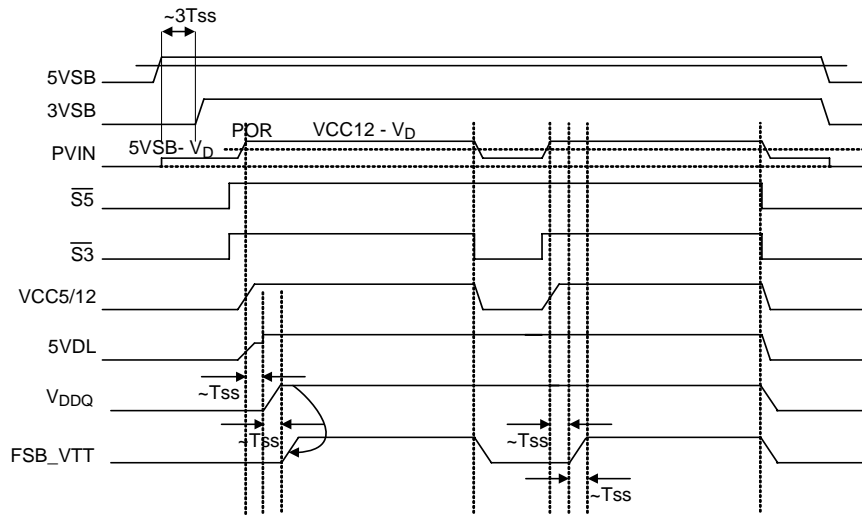 ~3Tss
5VSB
3VSB
POR
VCC12 - VD
PVIN
5VSB- VD
S5
S3
VCC5/12
5VDL
~Tss
VDDQ
~Tss
~Tss
FSB_VTT
~Tss